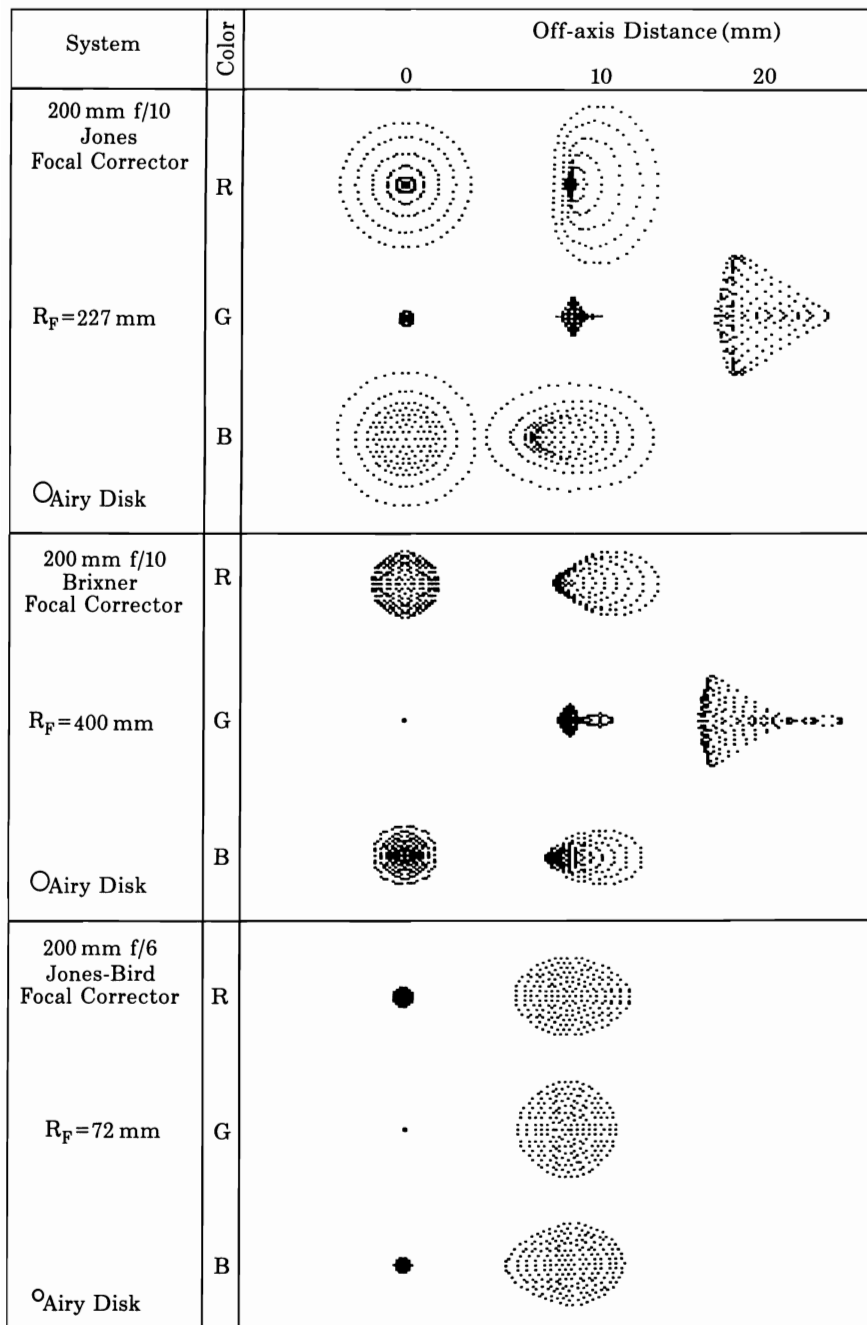 System
Color
Off-axis Distance (mm)
0 10 20
200 mm f/10
Jones
Focal Corrector
R
R_F=227 mm
G
B
Airy Disk
200 mm f/10
Brixner
Focal Corrector
R
R_F=400 mm
G
B
Airy Disk
200 mm f/6
Jones-Bird
Focal Corrector
R
R_F=72 mm
G
B
Airy Disk